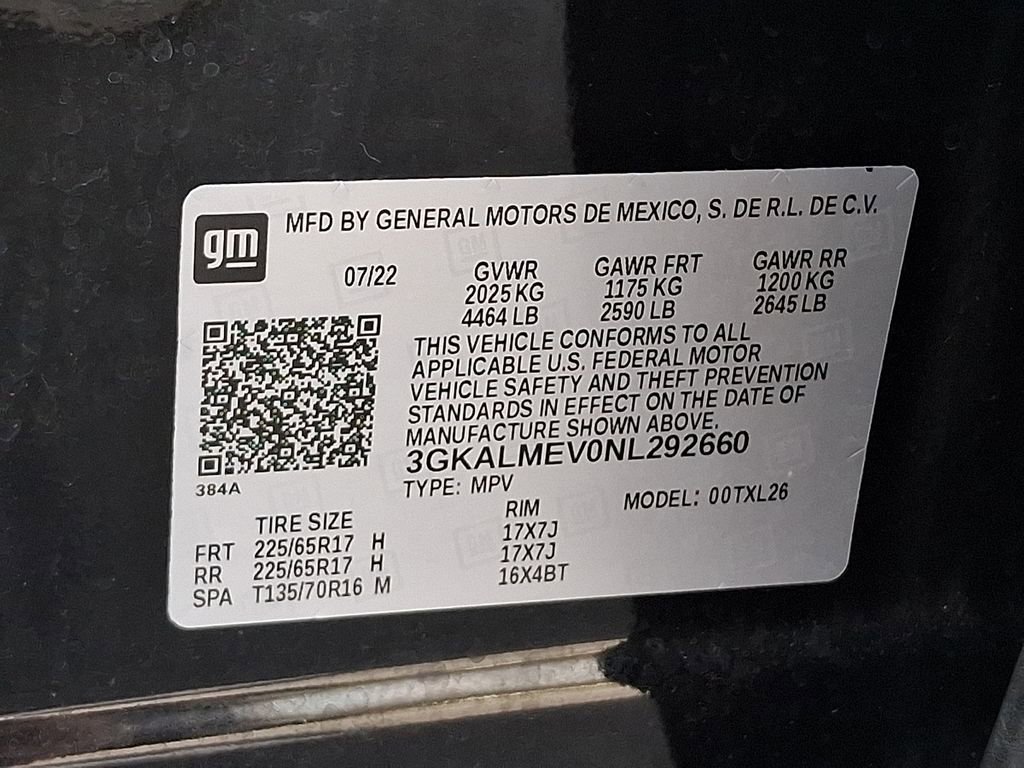 gm
MFD BY GENERAL MOTORS DE MEXICO, S. DE R.L. DE C.V.
07/22 GVWR GAWR FRT GAWR RR
2025 KG 1175 KG 1200 KG
4464 LB 2590 LB 2645 LB
THIS VEHICLE CONFORMS TO ALL
APPLICABLE U.S. FEDERAL MOTOR
VEHICLE SAFETY AND THEFT PREVENTION
STANDARDS IN EFFECT ON THE DATE OF
MANUFACTURE SHOWN ABOVE.
3GKALMEV0NL292660
384A
TYPE: MPV MODEL: 00TXL26
TIRE SIZE RIM
FRT 225/65R17 H 17X7J
RR 225/65R17 H 17X7J
SPA T135/70R16 M 16X4BT